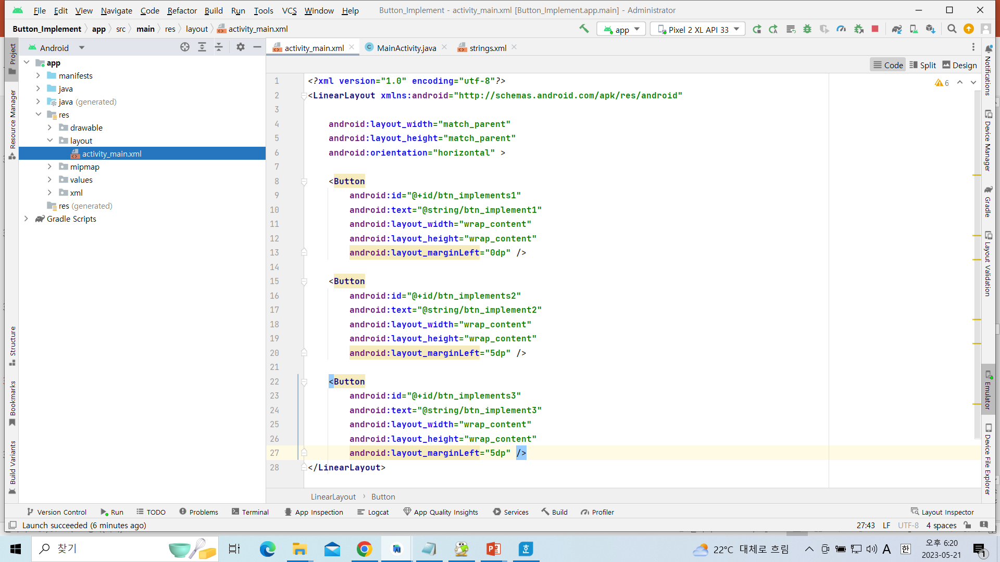 File Edit View Navigate Code Refactor Build Run Tools VCS Window Help Button_Implement - activity_main.xml [Button_Implement.app.main] - Administrator
Button_Implement app src main res layout activity_main.xml app Pixel 2 XL API 33
Project
Resource Manager
Structure
Bookmarks
Build Variants
Android
app
manifests
java
java (generated)
res
drawable
layout
activity_main.xml
mipmap
values
xml
res (generated)
Gradle Scripts
activity_main.xml MainActivity.java strings.xml
Code Split Design
6
1 <?xml version="1.0" encoding="utf-8"?>
2 <LinearLayout xmlns:android="http://schemas.android.com/apk/res/android"
3
4 android:layout_width="match_parent"
5 android:layout_height="match_parent"
6 android:orientation="horizontal" >
7
8 <Button
9 android:id="@+id/btn_implements1"
10 android:text="@string/btn_implement1"
11 android:layout_width="wrap_content"
12 android:layout_height="wrap_content"
13 android:layout_marginLeft="0dp" />
14
15 <Button
16 android:id="@+id/btn_implements2"
17 android:text="@string/btn_implement2"
18 android:layout_width="wrap_content"
19 android:layout_height="wrap_content"
20 android:layout_marginLeft="5dp" />
21
22 <Button
23 android:id="@+id/btn_implements3"
24 android:text="@string/btn_implement3"
25 android:layout_width="wrap_content"
26 android:layout_height="wrap_content"
27 android:layout_marginLeft="5dp" />
28 </LinearLayout>
LinearLayout Button
Notifications
Device Manager
Gradle
Layout Validation
Emulator
Device File Explorer
Version Control Run TODO Problems Terminal App Inspection Logcat App Quality Insights Services Build Profiler Layout Inspector
Launch succeeded (6 minutes ago) 27:43 LF UTF-8 4 spaces
찾기 22°C 대체로 흐림 A 한 오후 6:20
2023-05-21
1